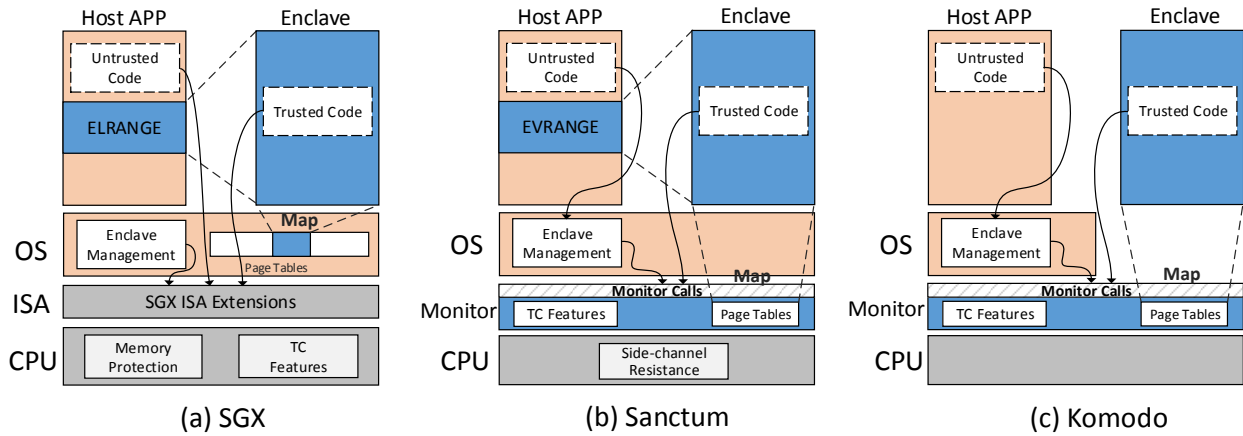 Host APP
Enclave
Untrusted
Code
Trusted Code
ELRANGE
Map
OS
Enclave
Management
Page Tables
ISA
SGX ISA Extensions
CPU
Memory
Protection
TC
Features
(a) SGX
Host APP
Enclave
Untrusted
Code
Trusted Code
EVRANGE
OS
Enclave
Management
Map
Monitor Calls
Monitor
TC Features
Page Tables
CPU
Side-channel
Resistance
(b) Sanctum
Host APP
Enclave
Untrusted
Code
Trusted Code
OS
Enclave
Management
Map
Monitor Calls
Monitor
TC Features
Page Tables
CPU
(c) Komodo